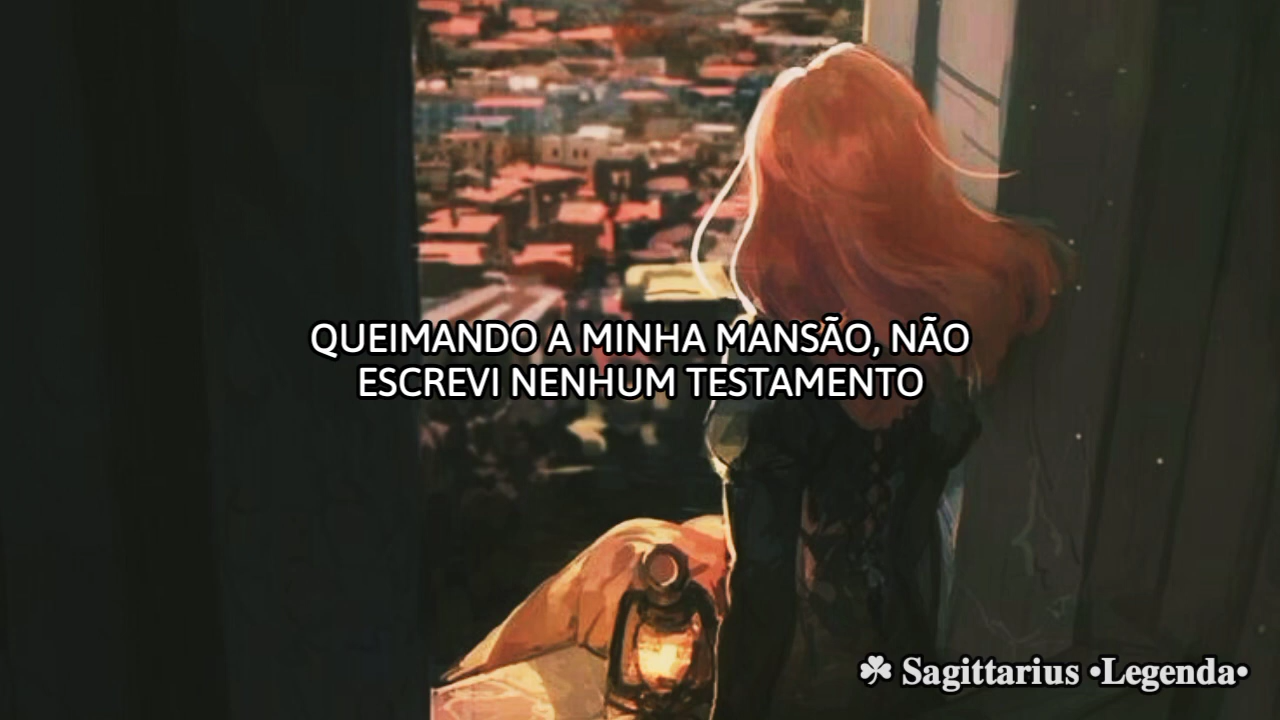 QUEIMANDO A MINHA MANSÃO, NÃO
ESCREVI NENHUM TESTAMENTO
☘ Sagittarius •Legenda•